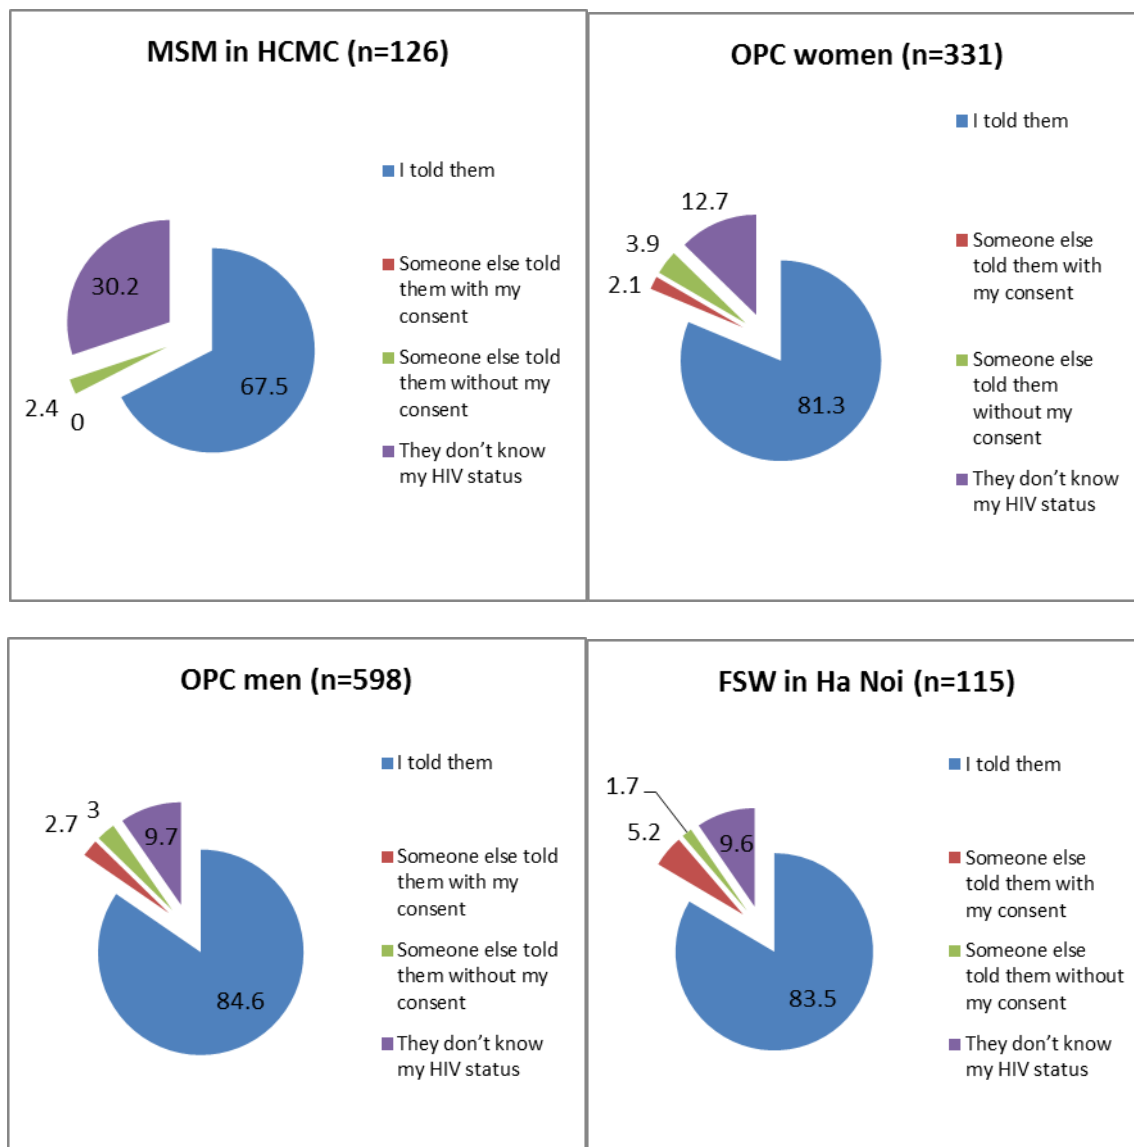 MSM in HCMC (n=126)
I told them
Someone else told
them with my
consent
Someone else told
them without my
consent
They don’t know
my HIV status
30.2
67.5
2.4
0
OPC women (n=331)
I told them
Someone else
told them with
my consent
Someone else
told them
without my
consent
They don’t know
my HIV status
12.7
3.9
2.1
81.3
OPC men (n=598)
I told them
Someone else told
them with my
consent
Someone else told
them without my
consent
They don’t know
my HIV status
3
2.7
9.7
84.6
FSW in Ha Noi (n=115)
I told them
Someone else
told them with
my consent
Someone else
told them without
my consent
They don’t know
my HIV status
1.7
5.2
9.6
83.5